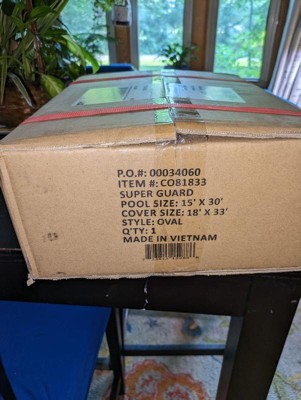 P.O.#: 00034060
ITEM #: CO81833
SUPER GUARD
POOL SIZE: 15' X 30'
COVER SIZE: 18' X 33'
STYLE: OVAL
Q'TY: 1
MADE IN VIETNAM